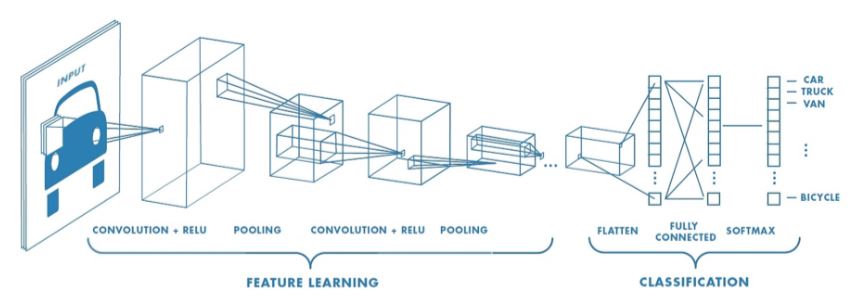 INPUT
CAR
TRUCK
VAN
BICYCLE
CONVOLUTION + RELU
POOLING
CONVOLUTION + RELU
POOLING
FLATTEN
FULLY
CONNECTED
SOFTMAX
FEATURE LEARNING
CLASSIFICATION